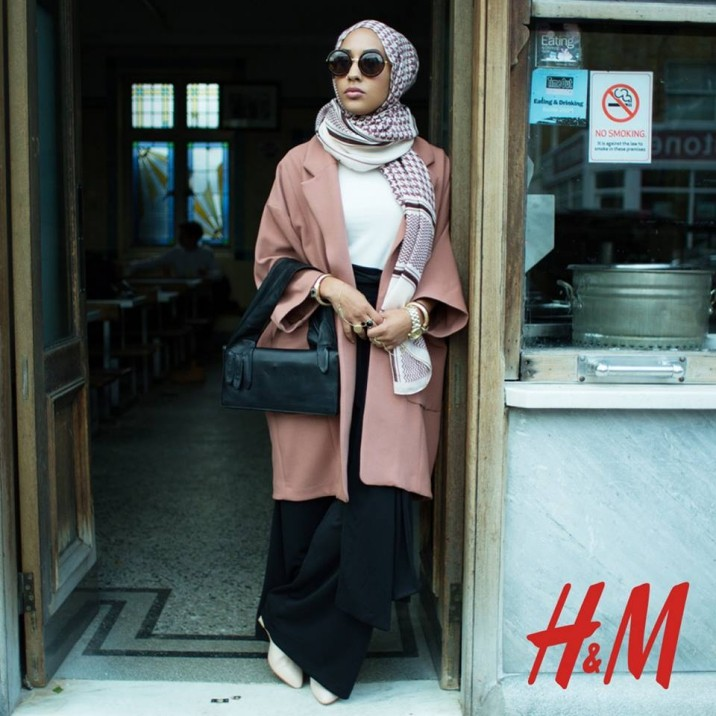 Eating
Eating & Drinking
NO SMOKING.
It is against the law to
smoke in these premises
H&M